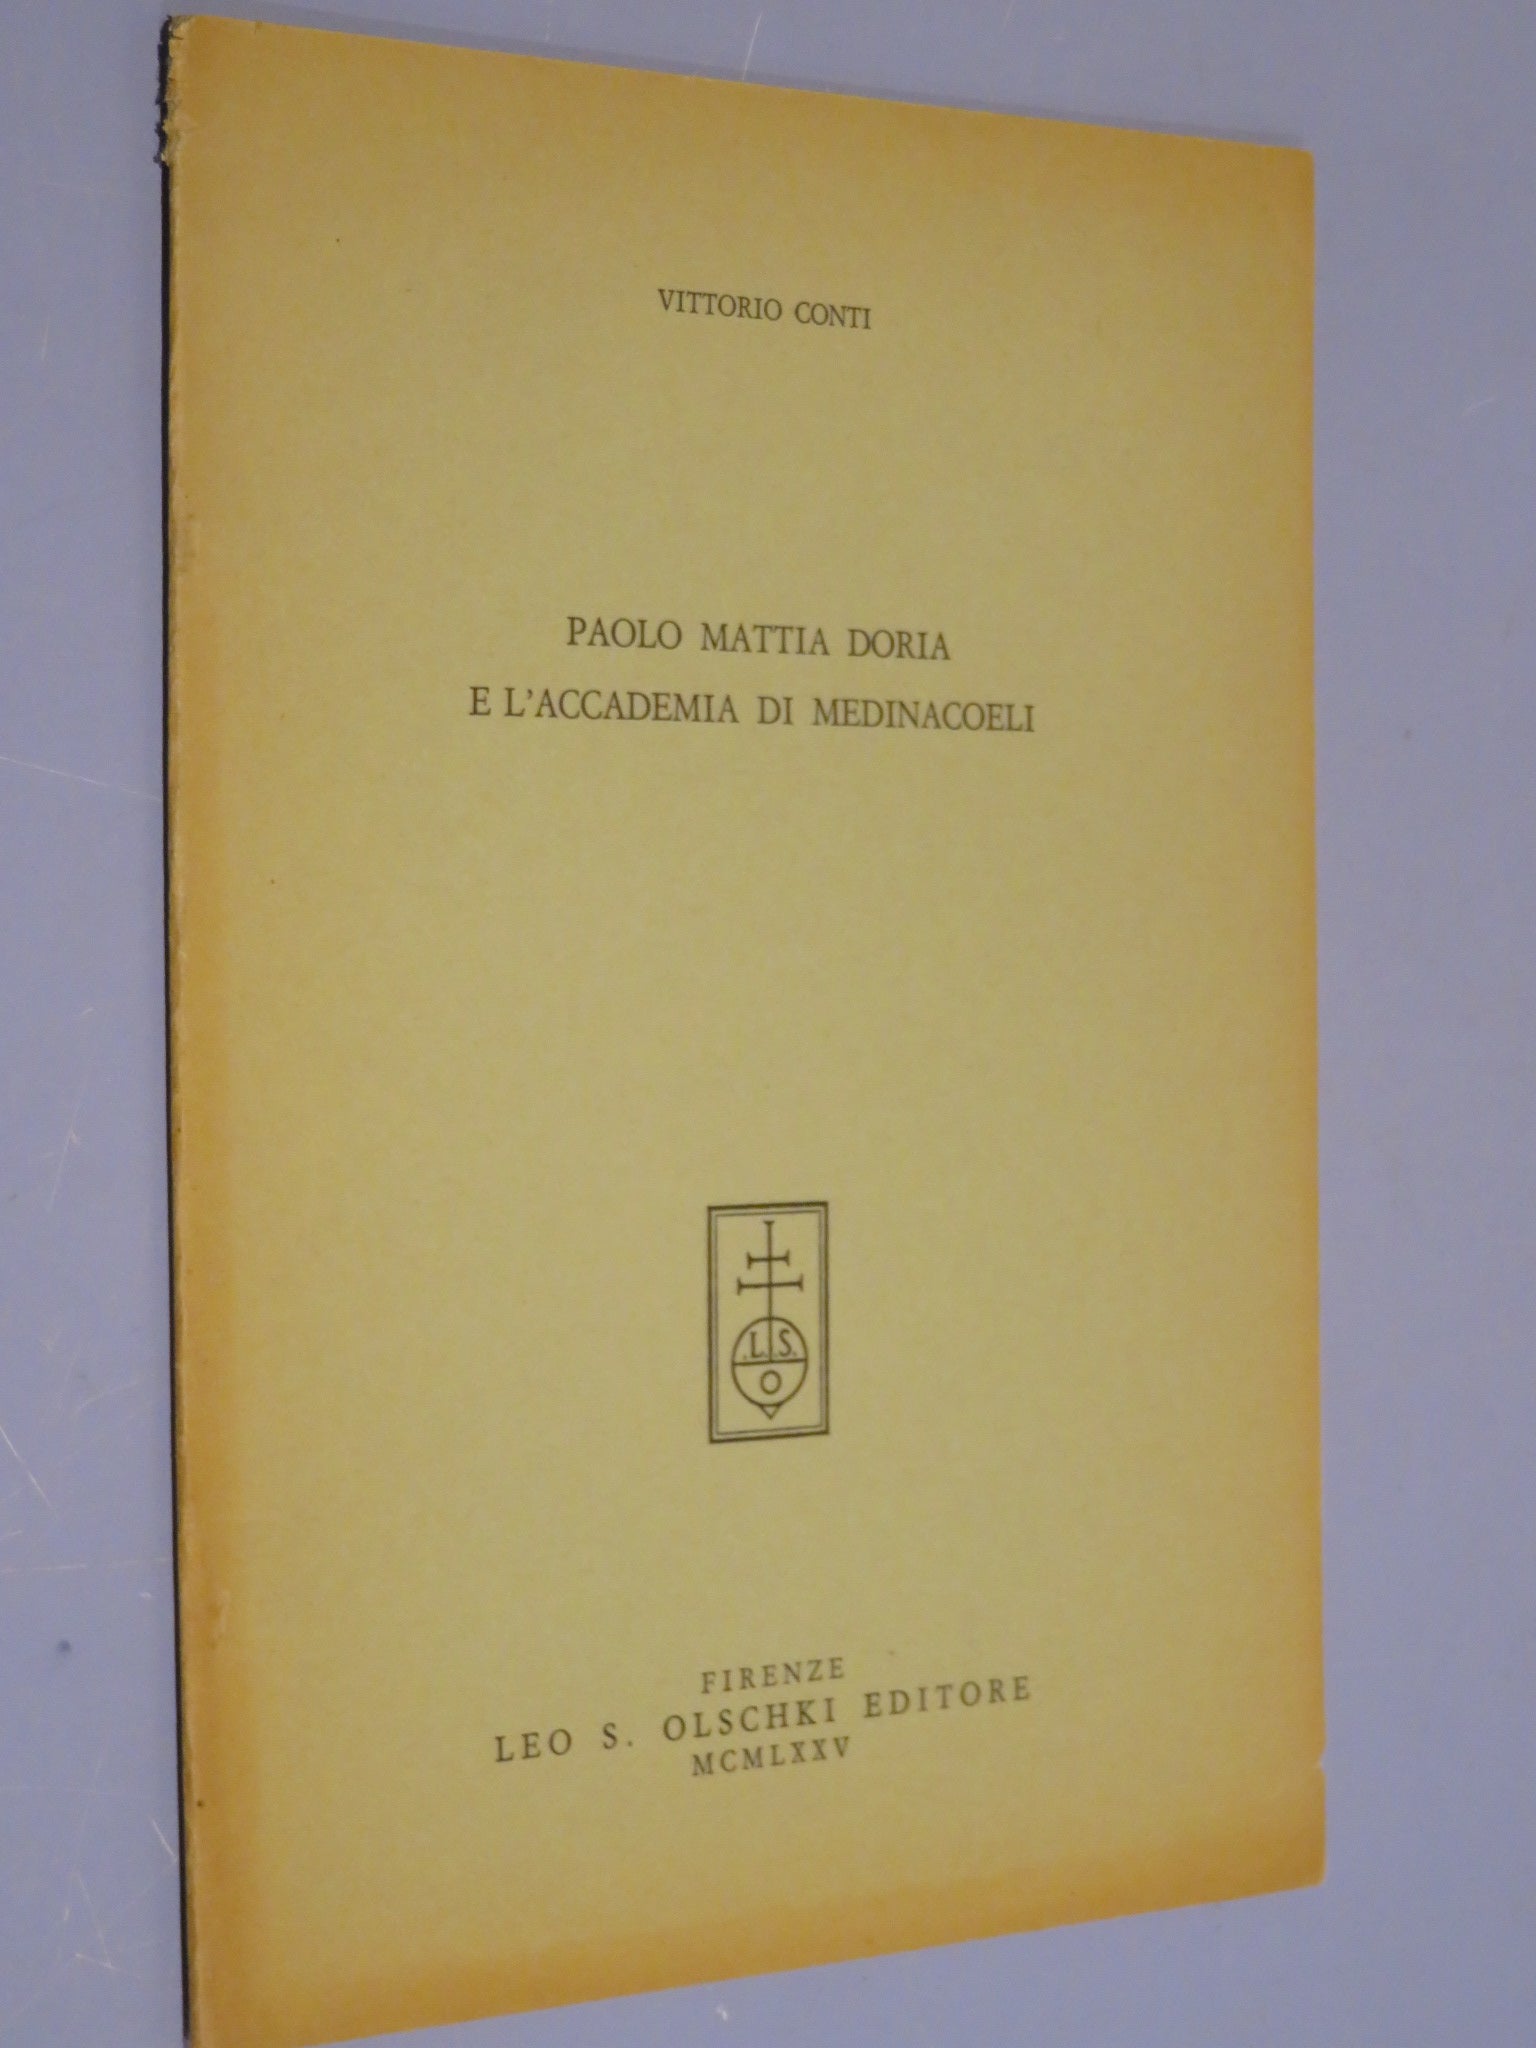 VITTORIO CONTI
PAOLO MATTIA DORIA
E L'ACCADEMIA DI MEDINACOELI
.L. .S.
O
FIRENZE
LEO S. OLSCHKI EDITORE
MCMLXXV